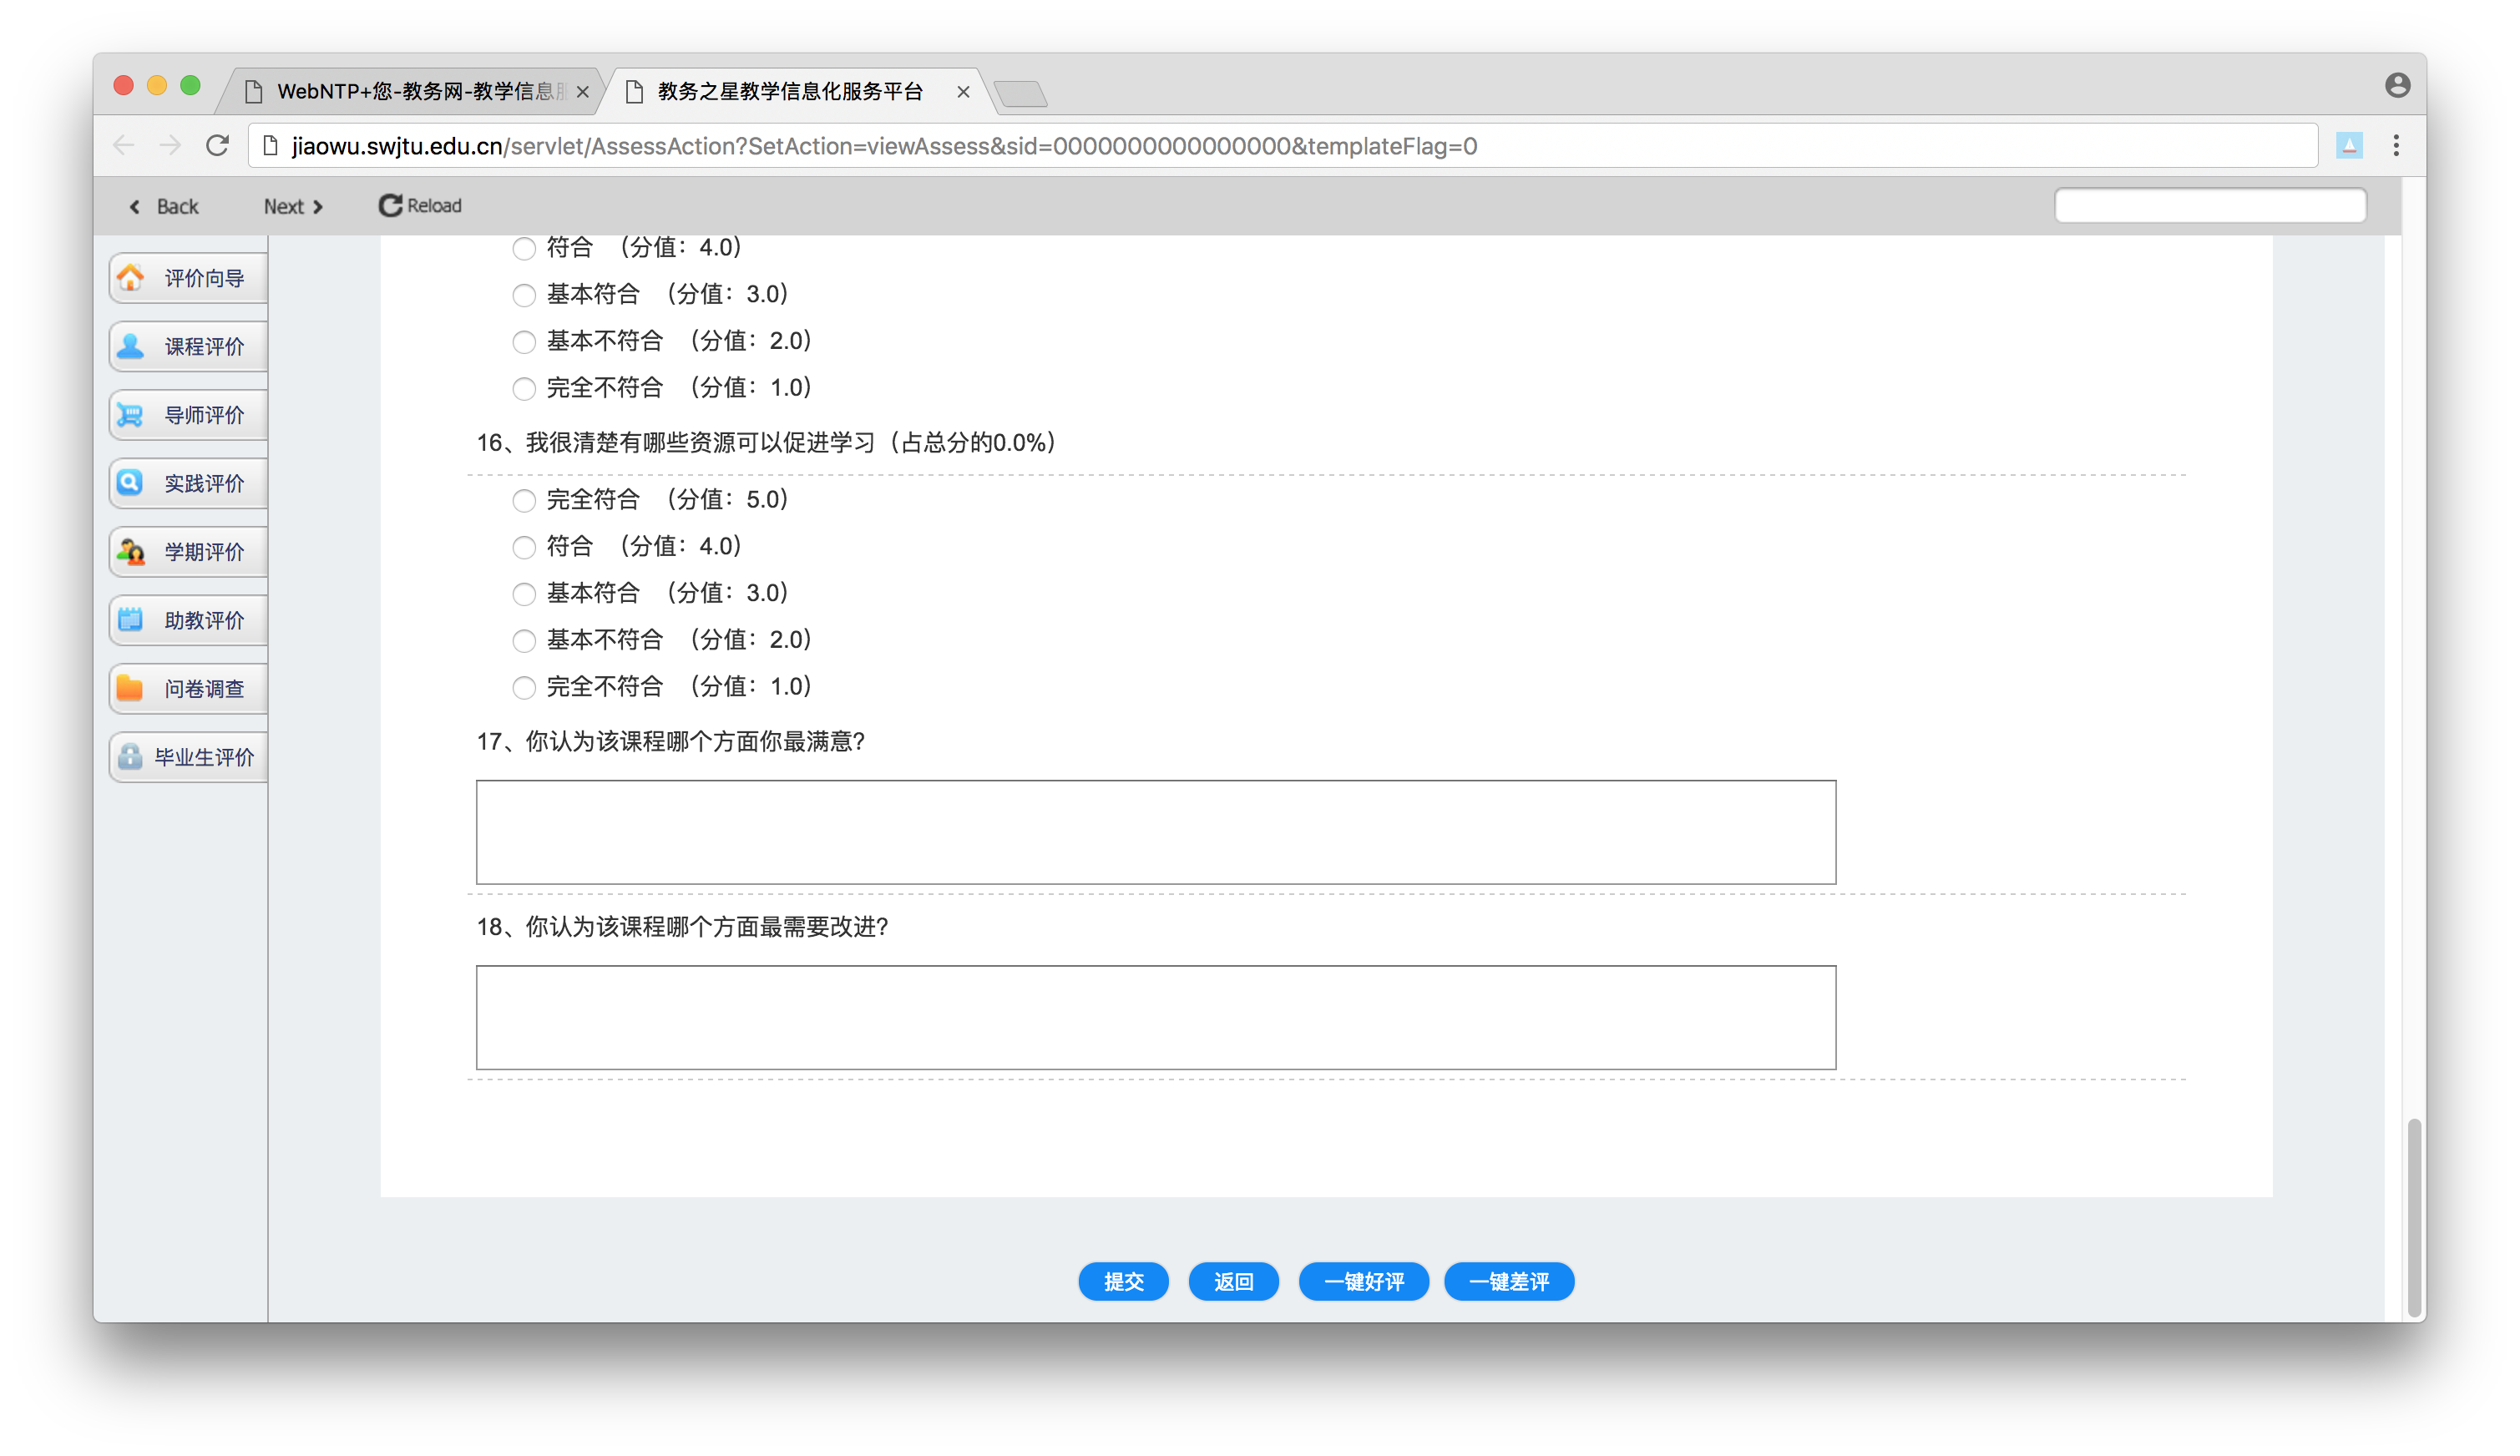 WebNTP+您-教务网-教学信息
教务之星教学信息化服务平台
jiaowu.swjtu.edu.cn/servlet/AssessAction?SetAction=viewAssess&sid=0000000000000000&templateFlag=0
Back Next Reload
评价向导
课程评价
导师评价
实践评价
学期评价
助教评价
问卷调查
毕业生评价
符合 （分值：4.0）
基本符合 （分值：3.0）
基本不符合 （分值：2.0）
完全不符合 （分值：1.0）
16、我很清楚有哪些资源可以促进学习（占总分的0.0%）
完全符合 （分值：5.0）
符合 （分值：4.0）
基本符合 （分值：3.0）
基本不符合 （分值：2.0）
完全不符合 （分值：1.0）
17、你认为该课程哪个方面你最满意?
18、你认为该课程哪个方面最需要改进?
提交 返回 一键好评 一键差评